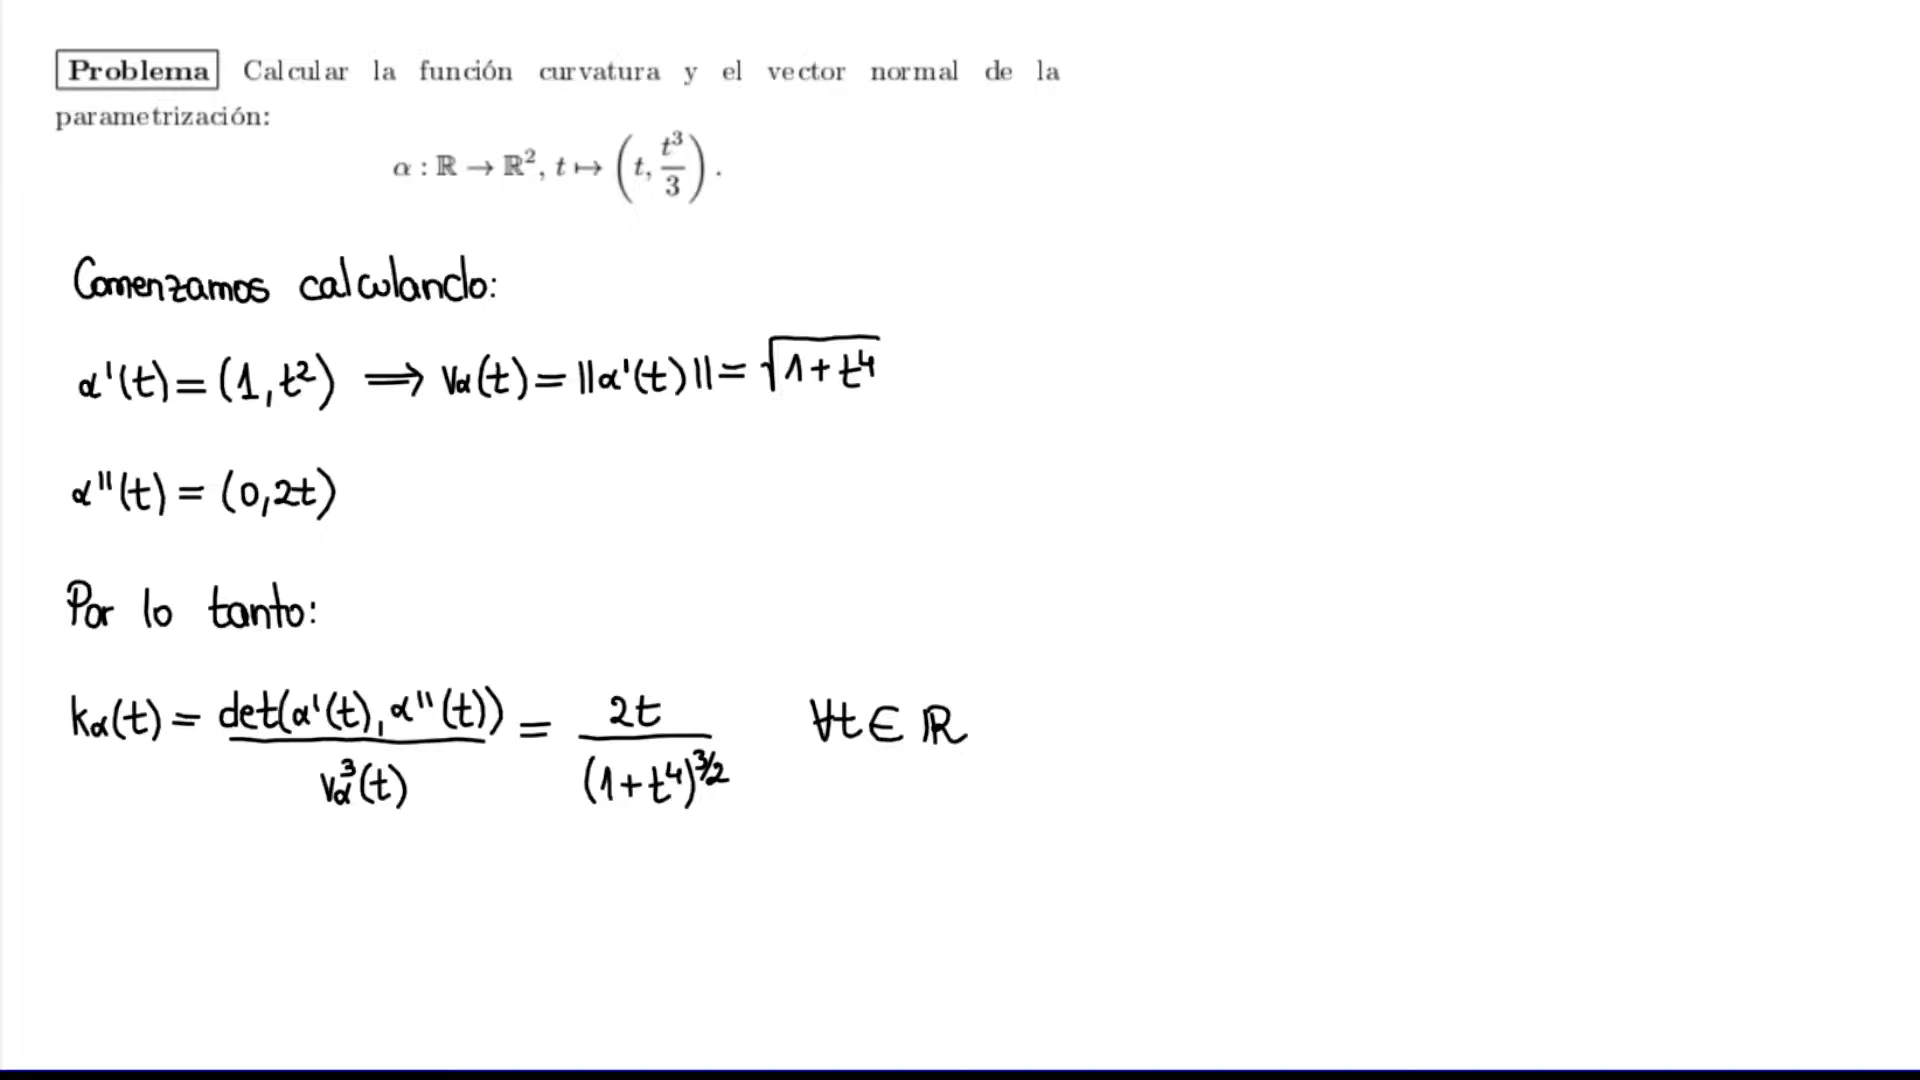 Problema Calcular la función curvatura y el vector normal de la
parametrización:
α : ℝ → ℝ², t ↦ (t, t³/3).
Comenzamos calculando:
α'(t) = (1, t²) ⟹ vα(t) = ||α'(t)|| = √(1+t⁴)
α''(t) = (0,2t)
Por lo tanto:
kα(t) = det(α'(t), α''(t)) / vα³(t) = 2t / (1+t⁴)^(3/2) ∀t ∈ ℝ